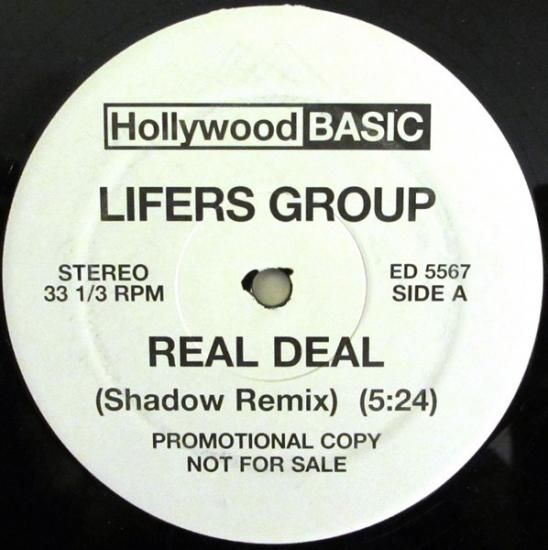 Hollywood BASIC
LIFERS GROUP
STEREO
33 1/3 RPM
ED 5567
SIDE A
REAL DEAL
(Shadow Remix) (5:24)
PROMOTIONAL COPY
NOT FOR SALE